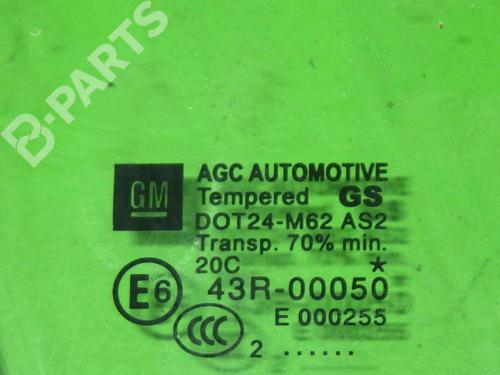 B-PARTS
GM
AGC AUTOMOTIVE
Tempered GS
DOT24-M62 AS2
Transp. 70% min.
20C *
E6 43R-00050
CCC E 000255
2 ......